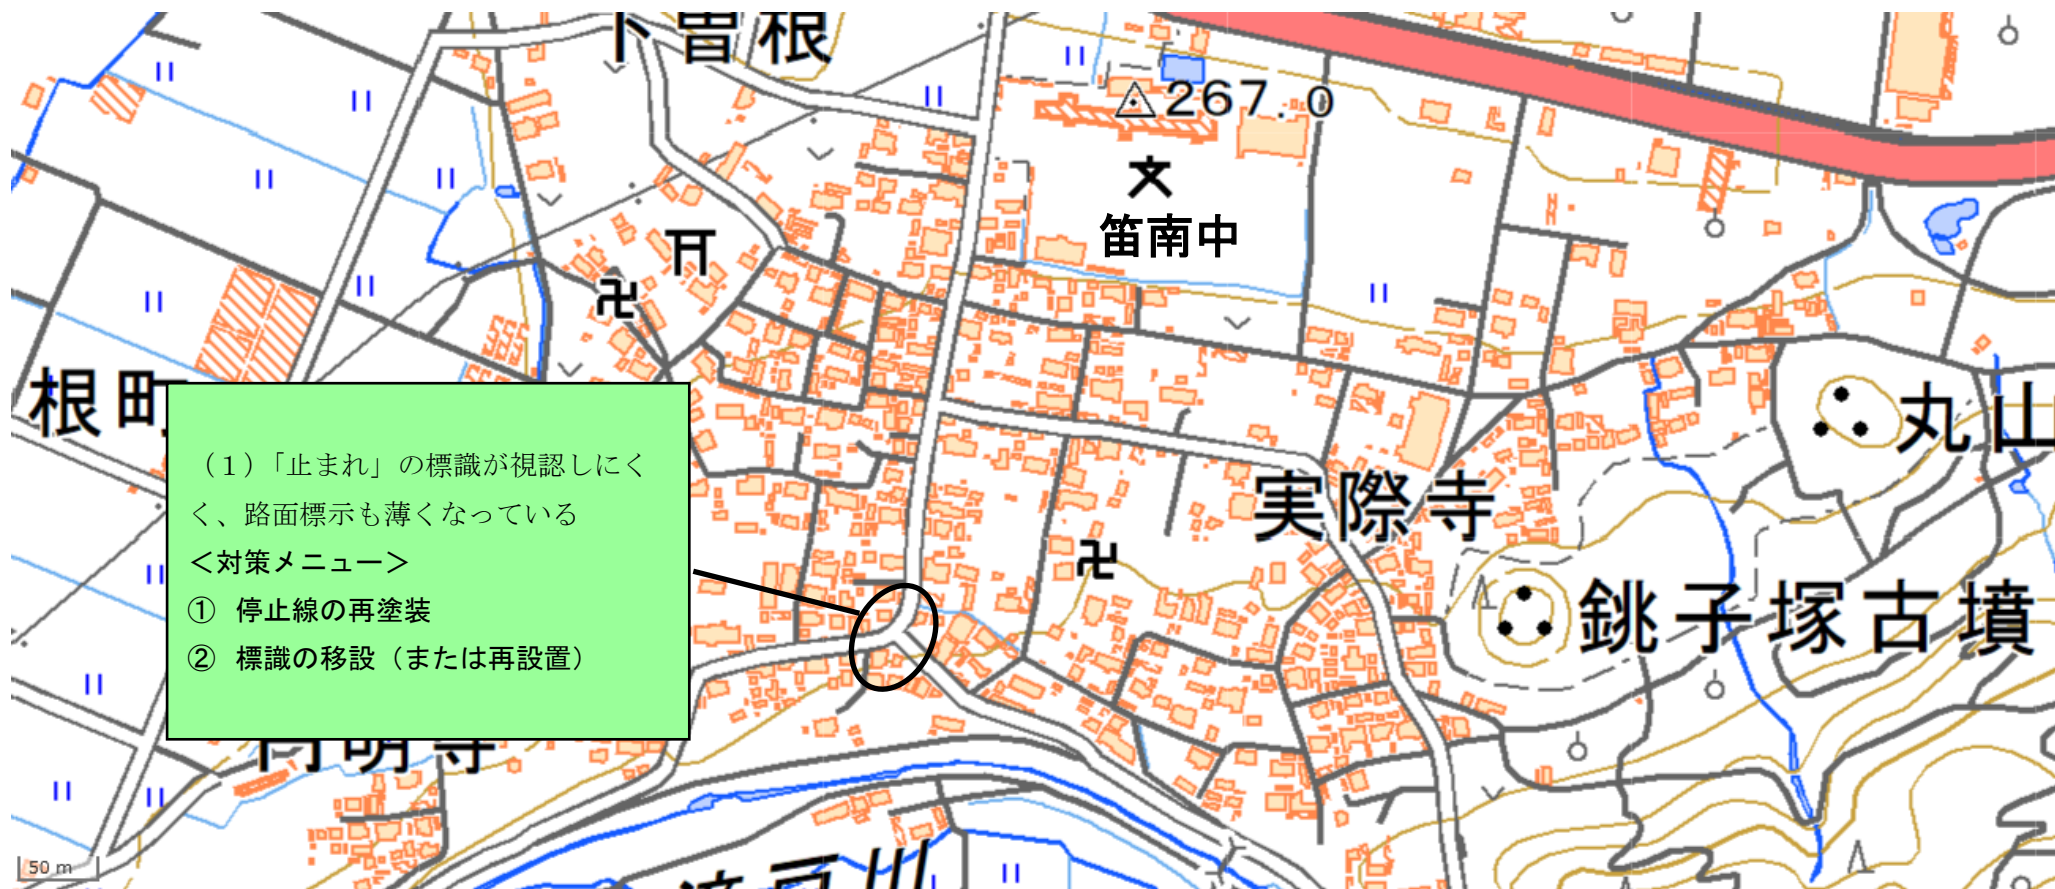 下曽根
267.0
笛南中
根町
丸山
（１）「止まれ」の標識が視認しにく
く、路面標示も薄くなっている
＜対策メニュー＞
① 停止線の再塗装
② 標識の移設（または再設置）
実際寺
銚子塚古墳
50 m